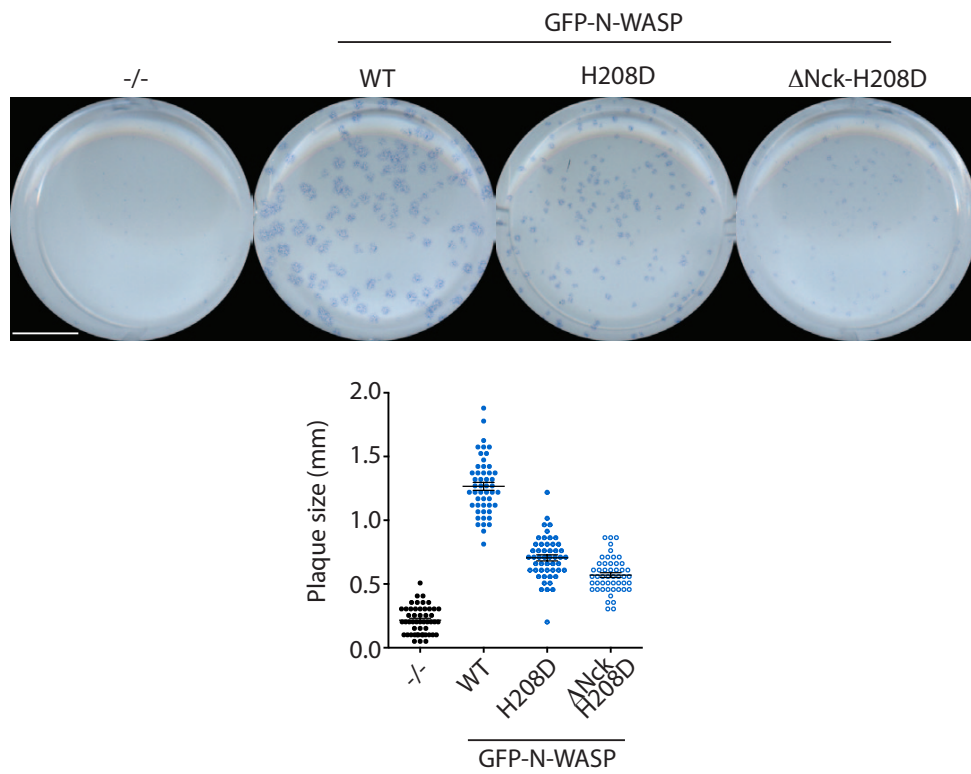 GFP-N-WASP
-/- WT H208D ΔNck-H208D
Plaque size (mm)
2.0
1.5
1.0
0.5
0.0
-/- WT H208D ΔNck
H208D
GFP-N-WASP